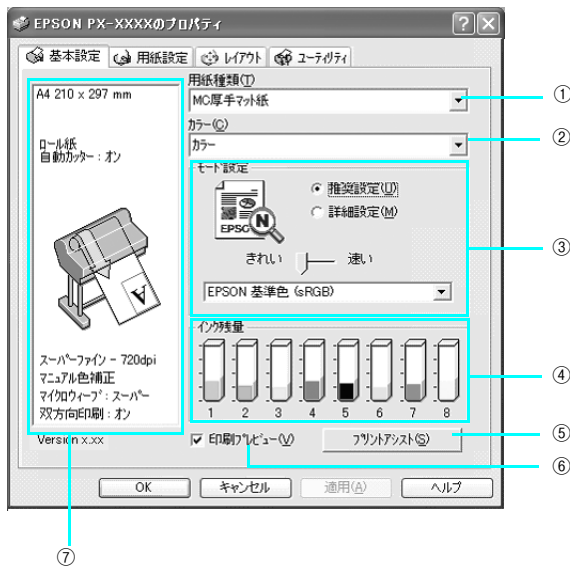 EPSON PX-XXXXのプロパティ
基本設定
用紙設定
レイアウト
ユーティリティ
A4 210 x 297 mm
ロール紙
自動カッター：オン
スーパーファイン - 720dpi
マニュアル色補正
マイクロウィーブ：スーパー
双方向印刷：オン
Version x.xx
用紙種類(T)
MC厚手マット紙
①
カラー(C)
カラー
②
モード設定
EPSC
N
推奨設定(U)
詳細設定(M)
③
きれい
速い
EPSON 基準色 (sRGB)
インク残量
1 2 3 4 5 6 7 8
④
印刷プレビュー(V)
プリントアシスト(S)
⑤
⑥
OK
キャンセル
適用(A)
ヘルプ
⑦
A